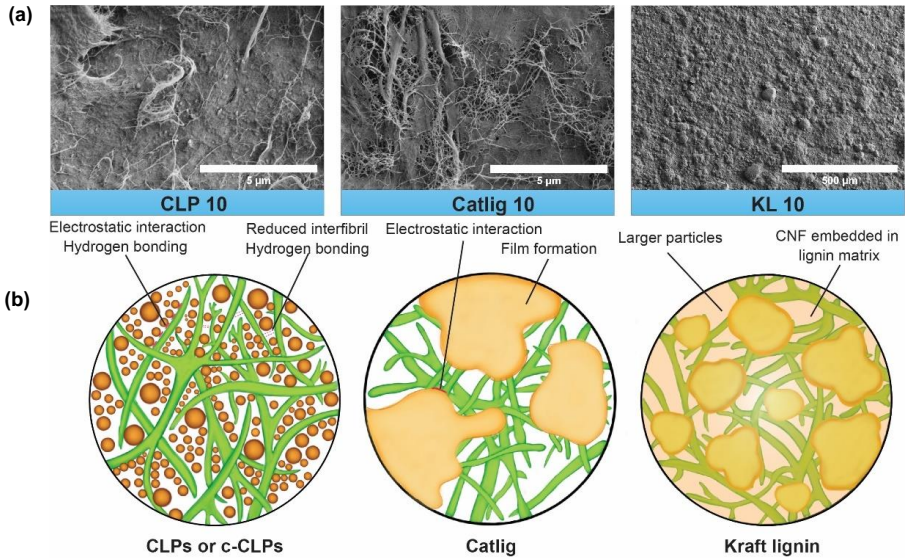 (a)
5 µm
5 µm
500 µm
CLP 10
Catlig 10
KL 10
Electrostatic interaction
Hydrogen bonding
Reduced interfibril
Hydrogen bonding
Electrostatic interaction
Film formation
Larger particles
CNF embedded in
lignin matrix
(b)
CLPs or c-CLPs
Catlig
Kraft lignin